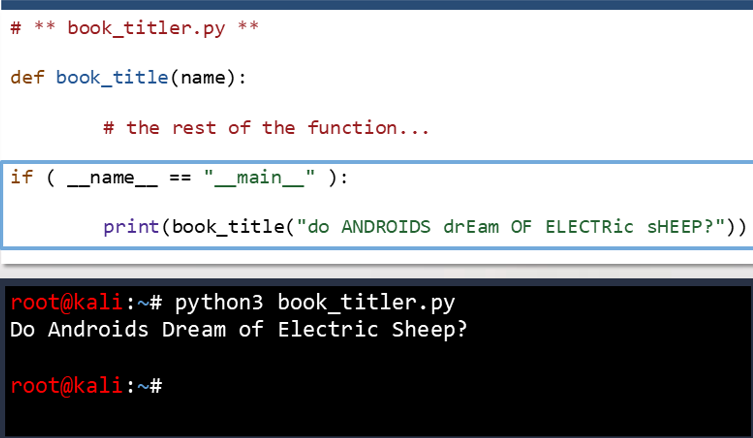 # ** book_titler.py **
def book_title(name):
# the rest of the function...
if ( __name__ == "__main__" ):
print(book_title("do ANDROIDS drEam OF ELECTRic sHEEP?"))
root@kali:~# python3 book_titler.py
Do Androids Dream of Electric Sheep?
root@kali:~#